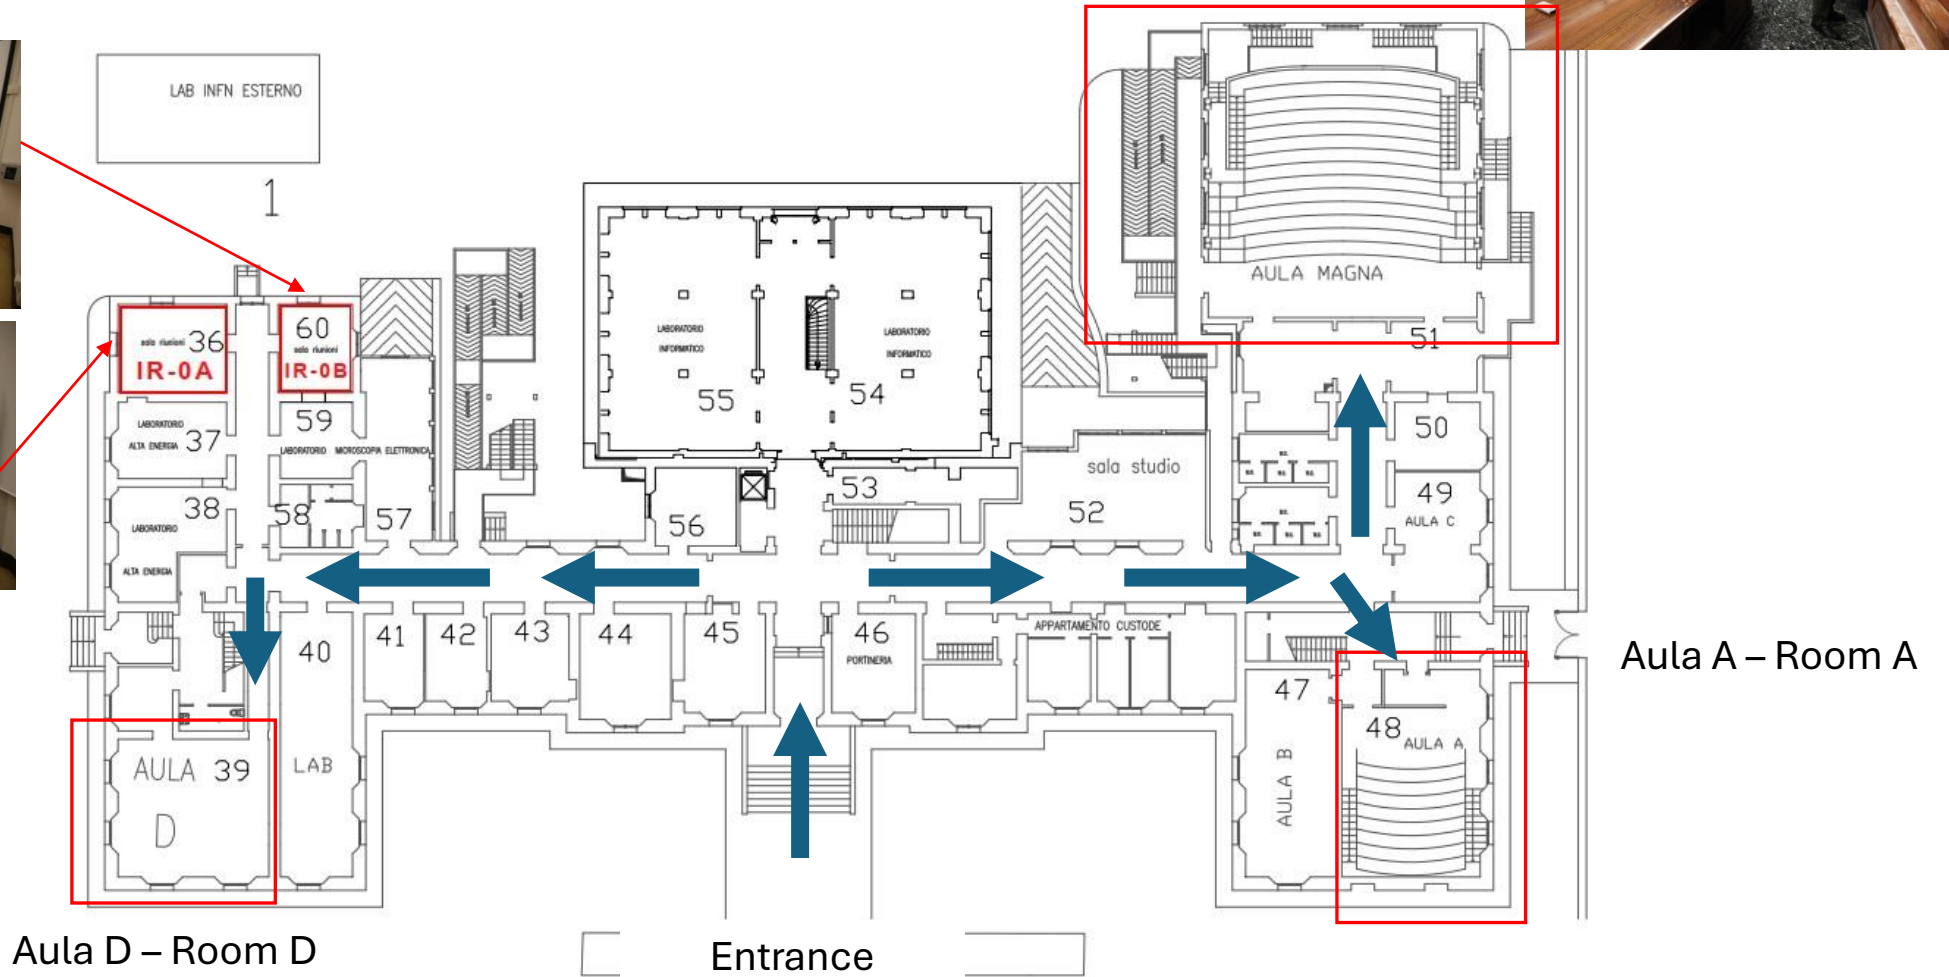 LAB INFN ESTERNO
1
AULA MAGNA
51
sala riunioni 36
IR-0A
60
sala riunioni
IR-0B
LABORATORIO
ALTA ENERGIA 37
59
LABORATORIO MICROSCOPIA ELETTRONICA
38
LABORATORIO
ALTA ENERGIA
58
57
LABORATORIO
INFORMATICO
55
LABORATORIO
INFORMATICO
54
56
53
sala studio
52
50
49
AULA C
40
LAB
41
42
43
44
45
46
PORTINERIA
APPARTAMENTO CUSTODE
47
AULA B
48
AULA A
AULA 39
D
Aula A – Room A
Aula D – Room D
Entrance